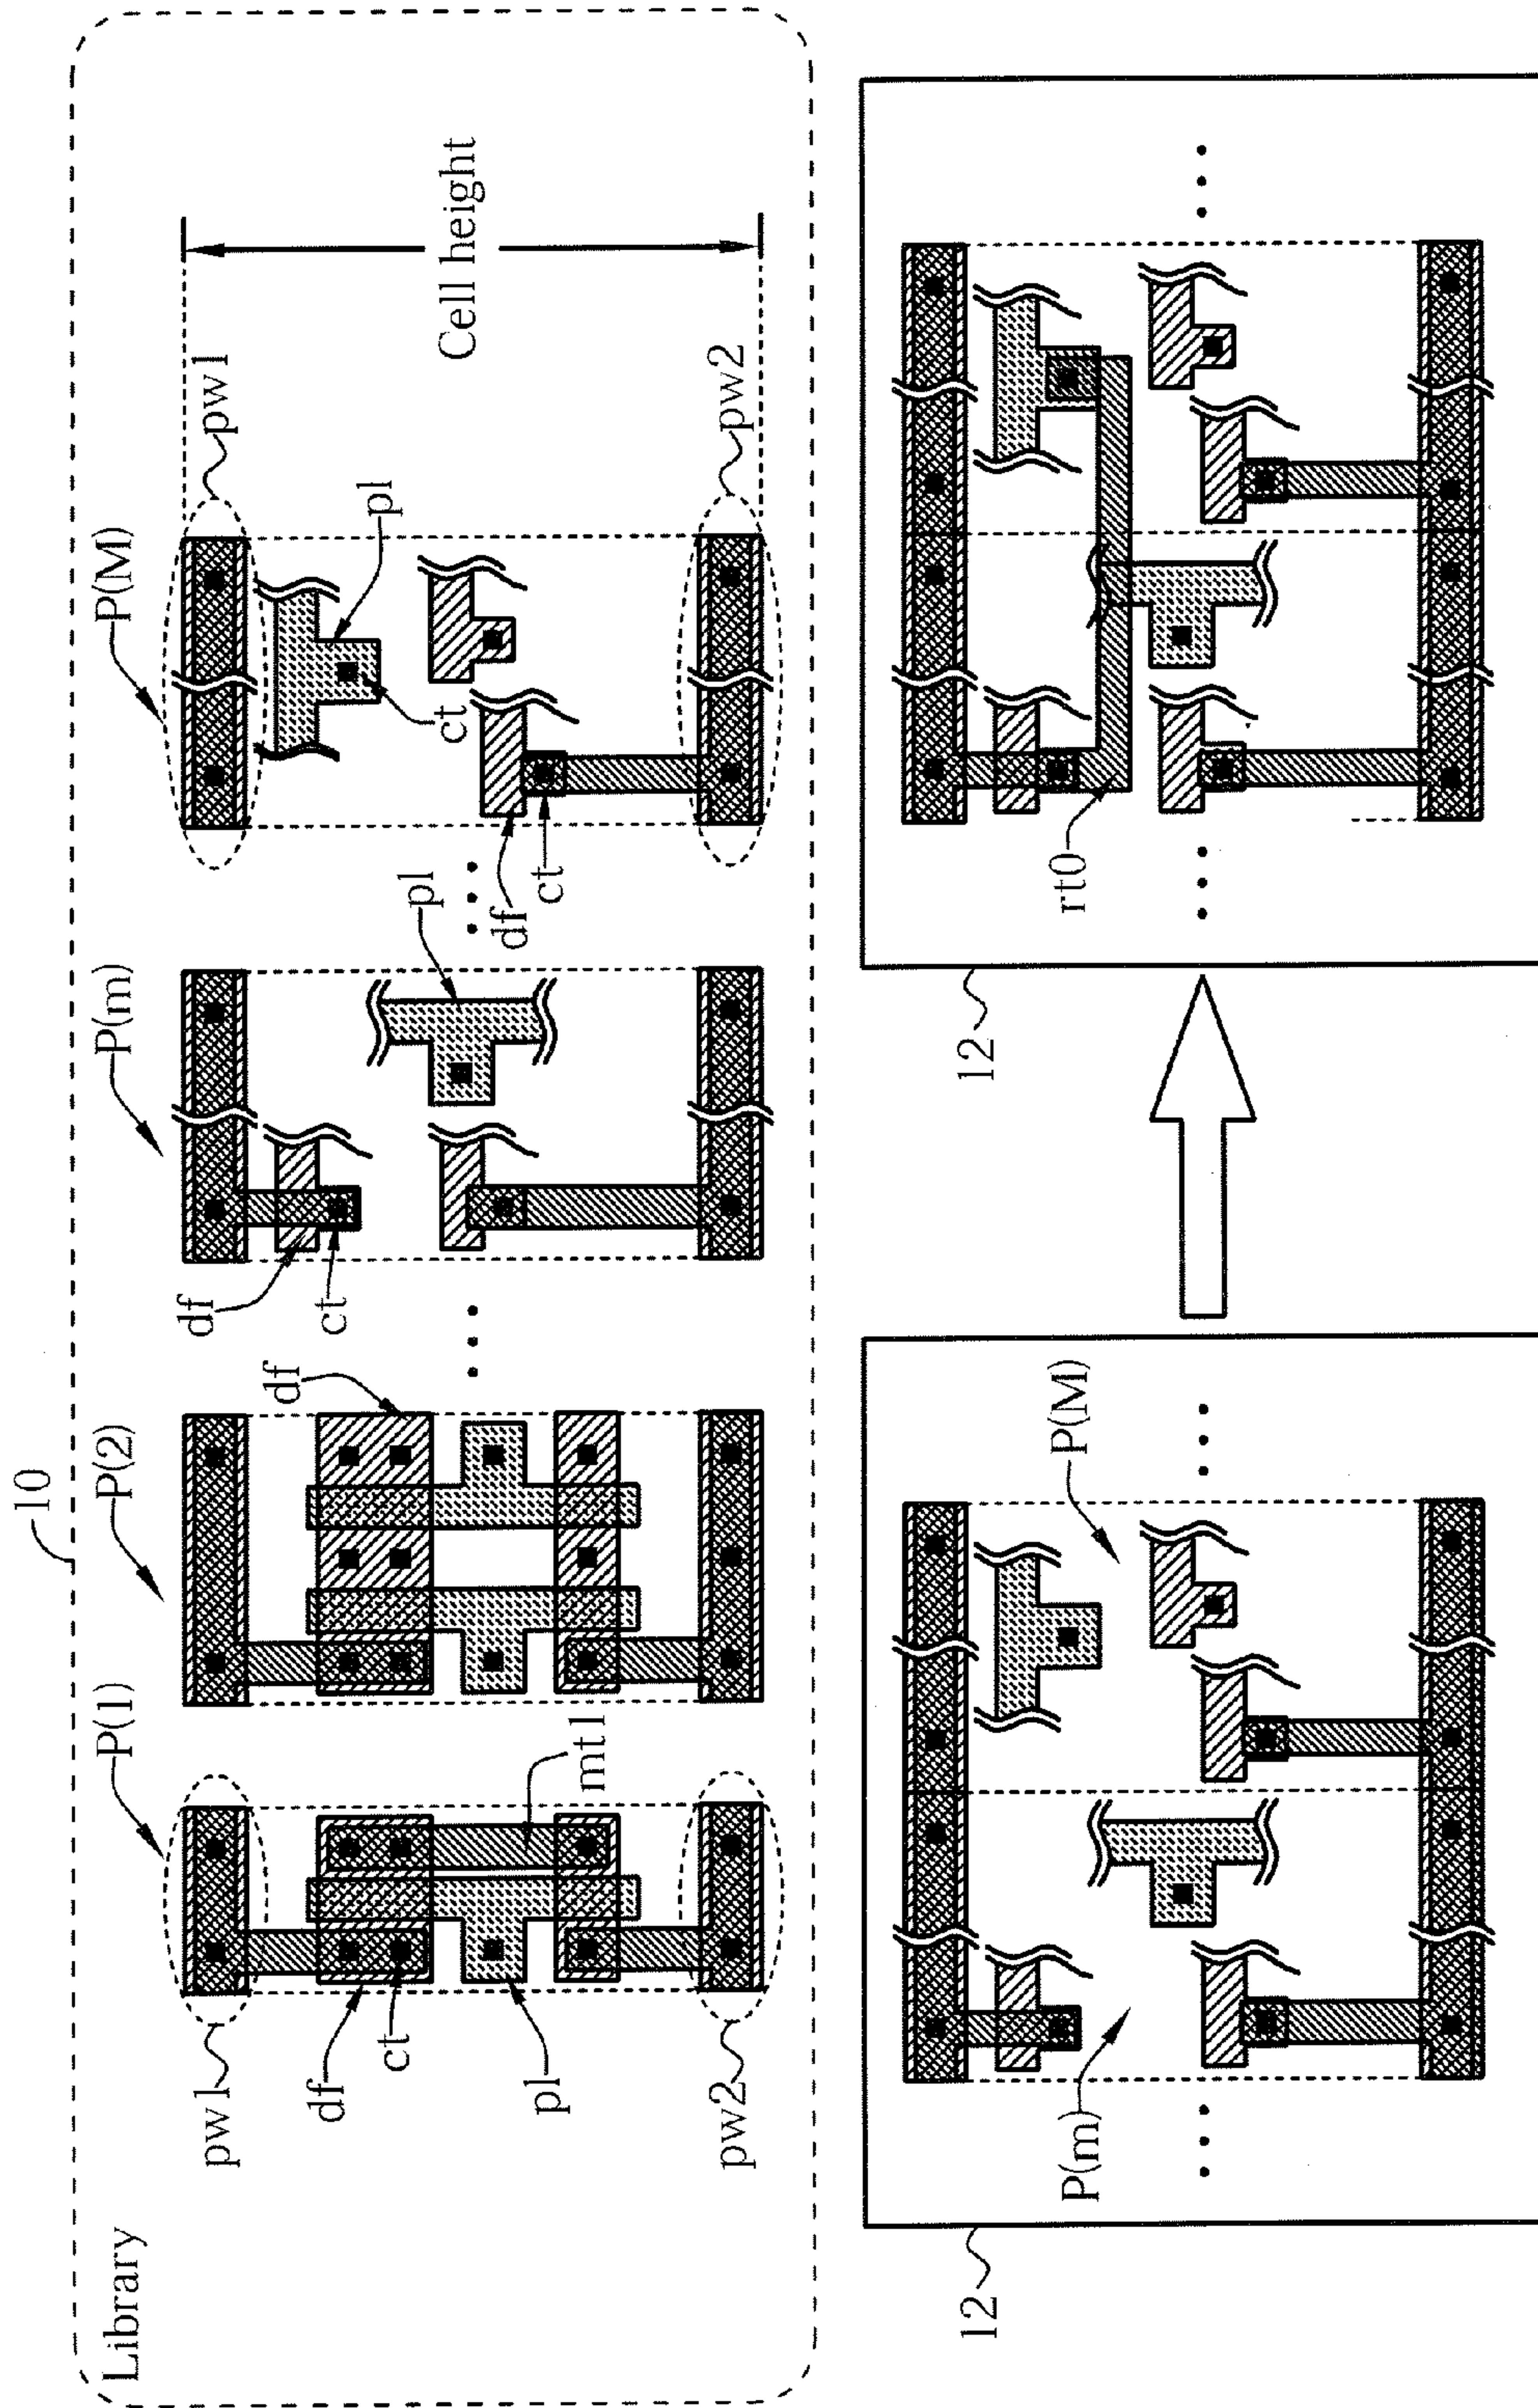 10
Library
P(1)
P(2)
P(m)
P(M)
pw1
pw1
df
df
df
pl
pl
ct
ct
ct
ct
df
pl
mt1
df
pw2
pw2
Cell height
12
P(m)
P(M)
12
rt0